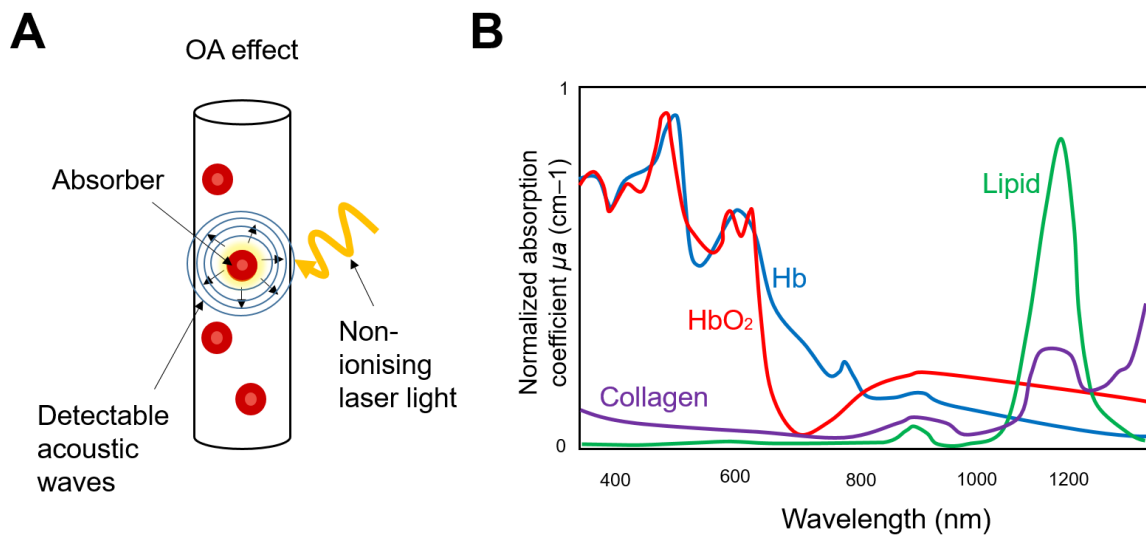 A
OA effect
Absorber
Detectable
acoustic
waves
Non-
ionising
laser light
B
Normalized absorption
coefficient μa (cm–1)
1
0
Hb
HbO₂
Collagen
Lipid
400
600
800
1000
1200
Wavelength (nm)